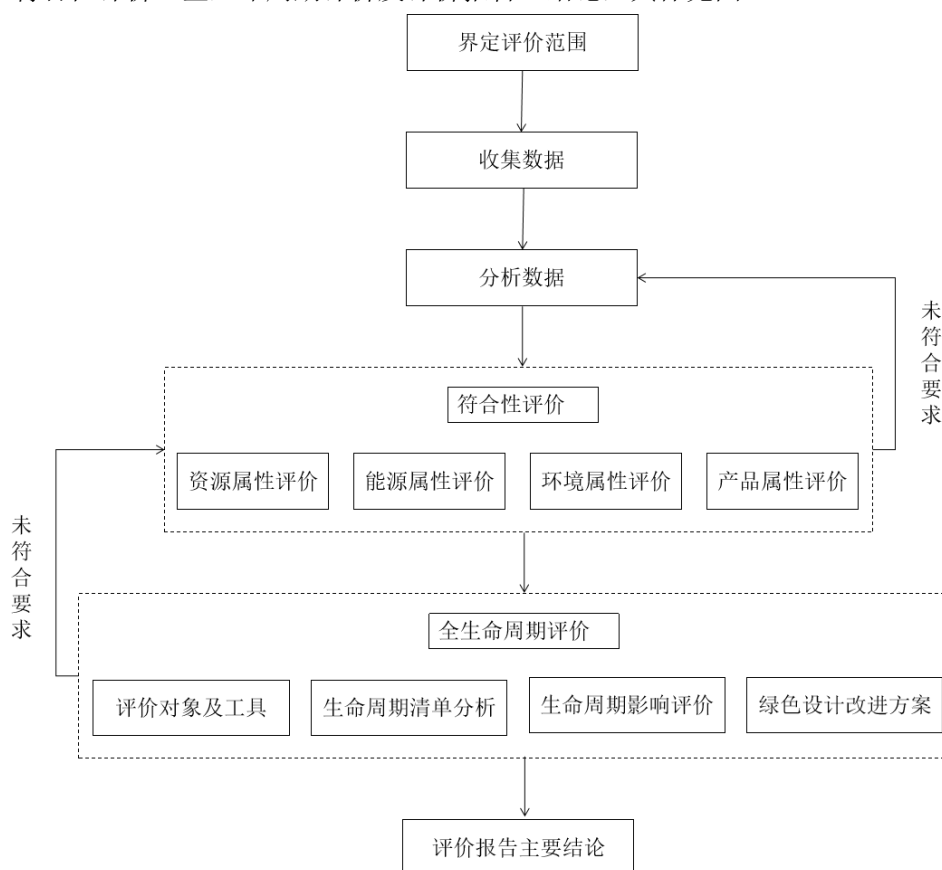 界定评价范围
收集数据
分析数据
未符合要求
符合性评价
资源属性评价
能源属性评价
环境属性评价
产品属性评价
未符合要求
全生命周期评价
评价对象及工具
生命周期清单分析
生命周期影响评价
绿色设计改进方案
评价报告主要结论